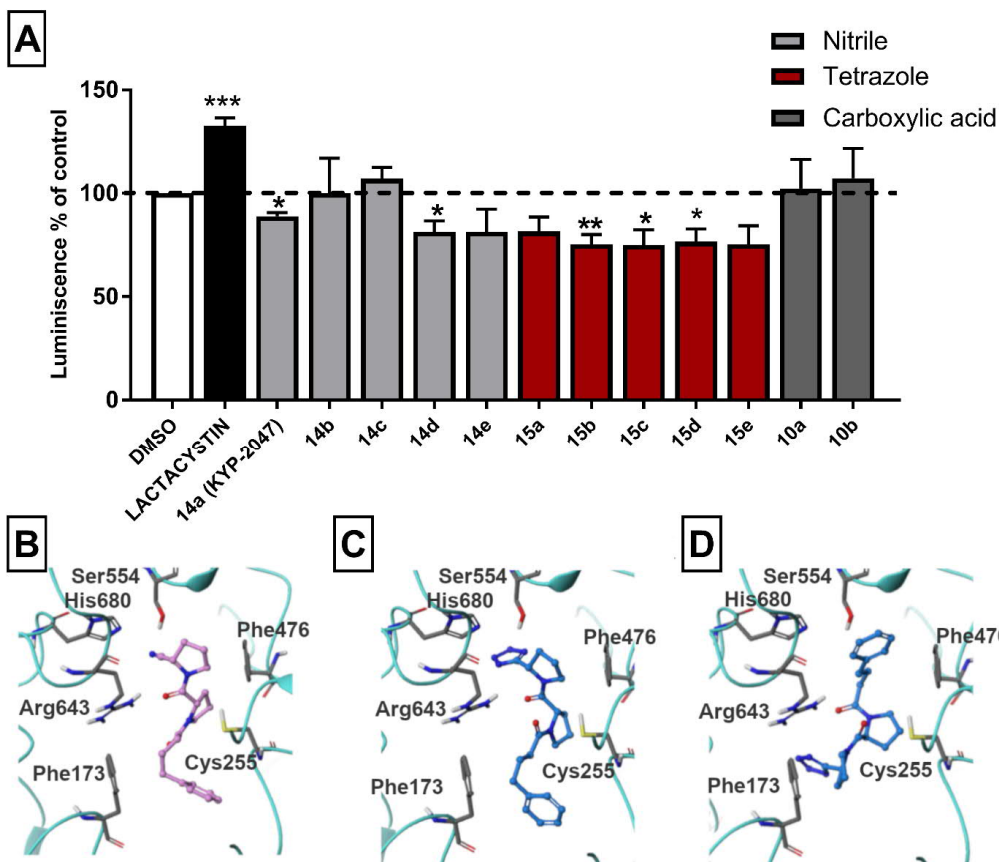 A
Nitrile
Tetrazole
Carboxylic acid
Luminiscence % of control
150
100
50
0
***
*
*
**
*
*
DMSO
LACTACYSTIN
14a (KYP-2047)
14b
14c
14d
14e
15a
15b
15c
15d
15e
10a
10b
B
Ser554
His680
Phe476
Arg643
Cys255
Phe173
C
Ser554
His680
Phe476
Arg643
Cys255
Phe173
D
Ser554
His680
Phe476
Arg643
Cys255
Phe173